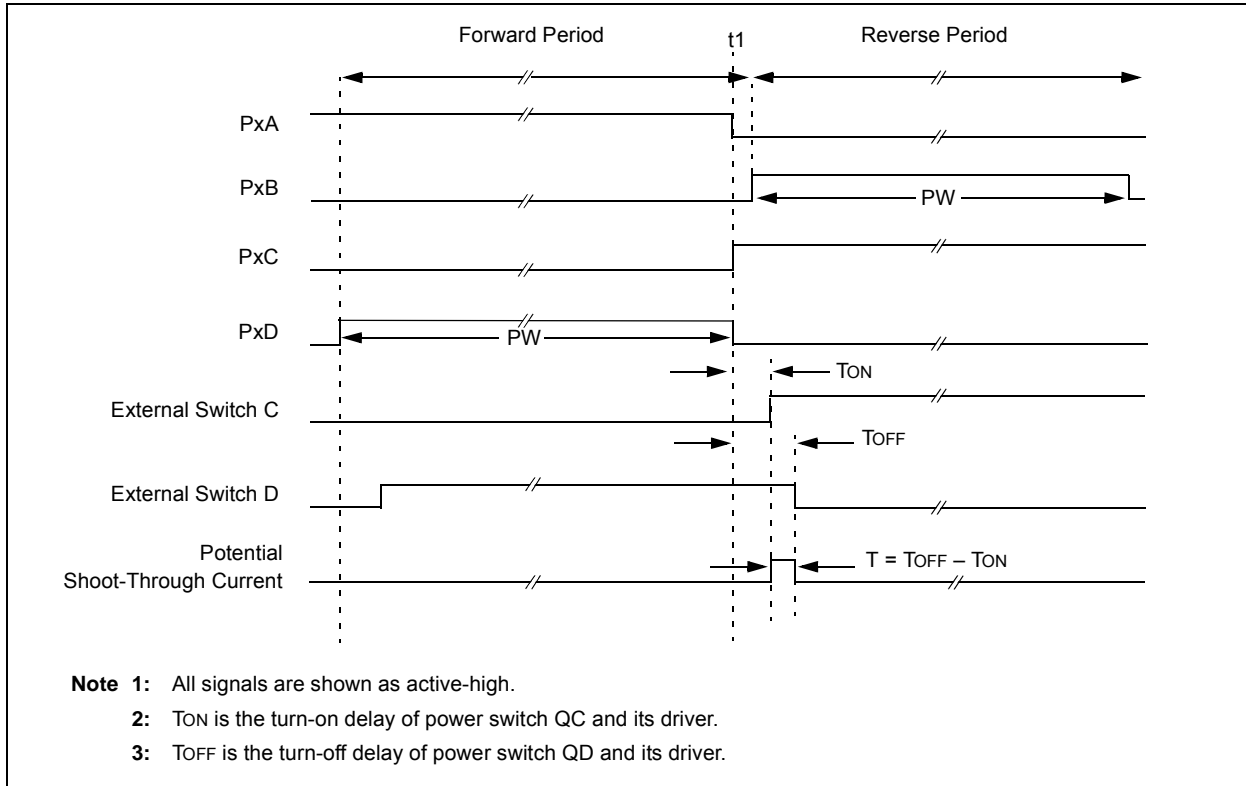 Forward Period
t1
Reverse Period
PxA
PxB
PW
PxC
PxD
PW
TON
External Switch C
TOFF
External Switch D
Potential
Shoot-Through Current
T = TOFF – TON
Note 1: All signals are shown as active-high.
2: TON is the turn-on delay of power switch QC and its driver.
3: TOFF is the turn-off delay of power switch QD and its driver.